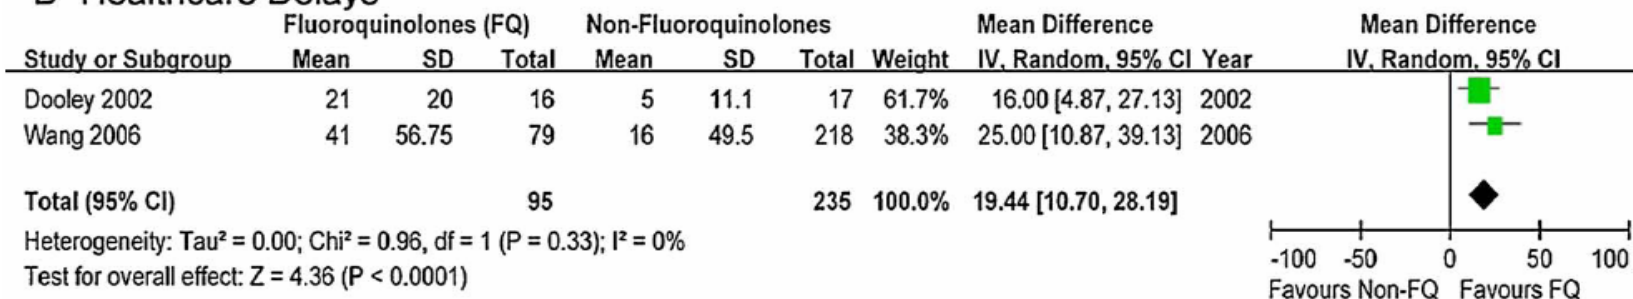 B Healthcare Delays
Fluoroquinolones (FQ) Non-Fluoroquinolones Mean Difference Mean Difference
Study or Subgroup Mean SD Total Mean SD Total Weight IV, Random, 95% CI Year IV, Random, 95% CI
Dooley 2002 21 20 16 5 11.1 17 61.7% 16.00 [4.87, 27.13] 2002
Wang 2006 41 56.75 79 16 49.5 218 38.3% 25.00 [10.87, 39.13] 2006
Total (95% CI) 95 235 100.0% 19.44 [10.70, 28.19]
Heterogeneity: Tau² = 0.00; Chi² = 0.96, df = 1 (P = 0.33); I² = 0%
Test for overall effect: Z = 4.36 (P < 0.0001)
-100 -50 0 50 100
Favours Non-FQ Favours FQ